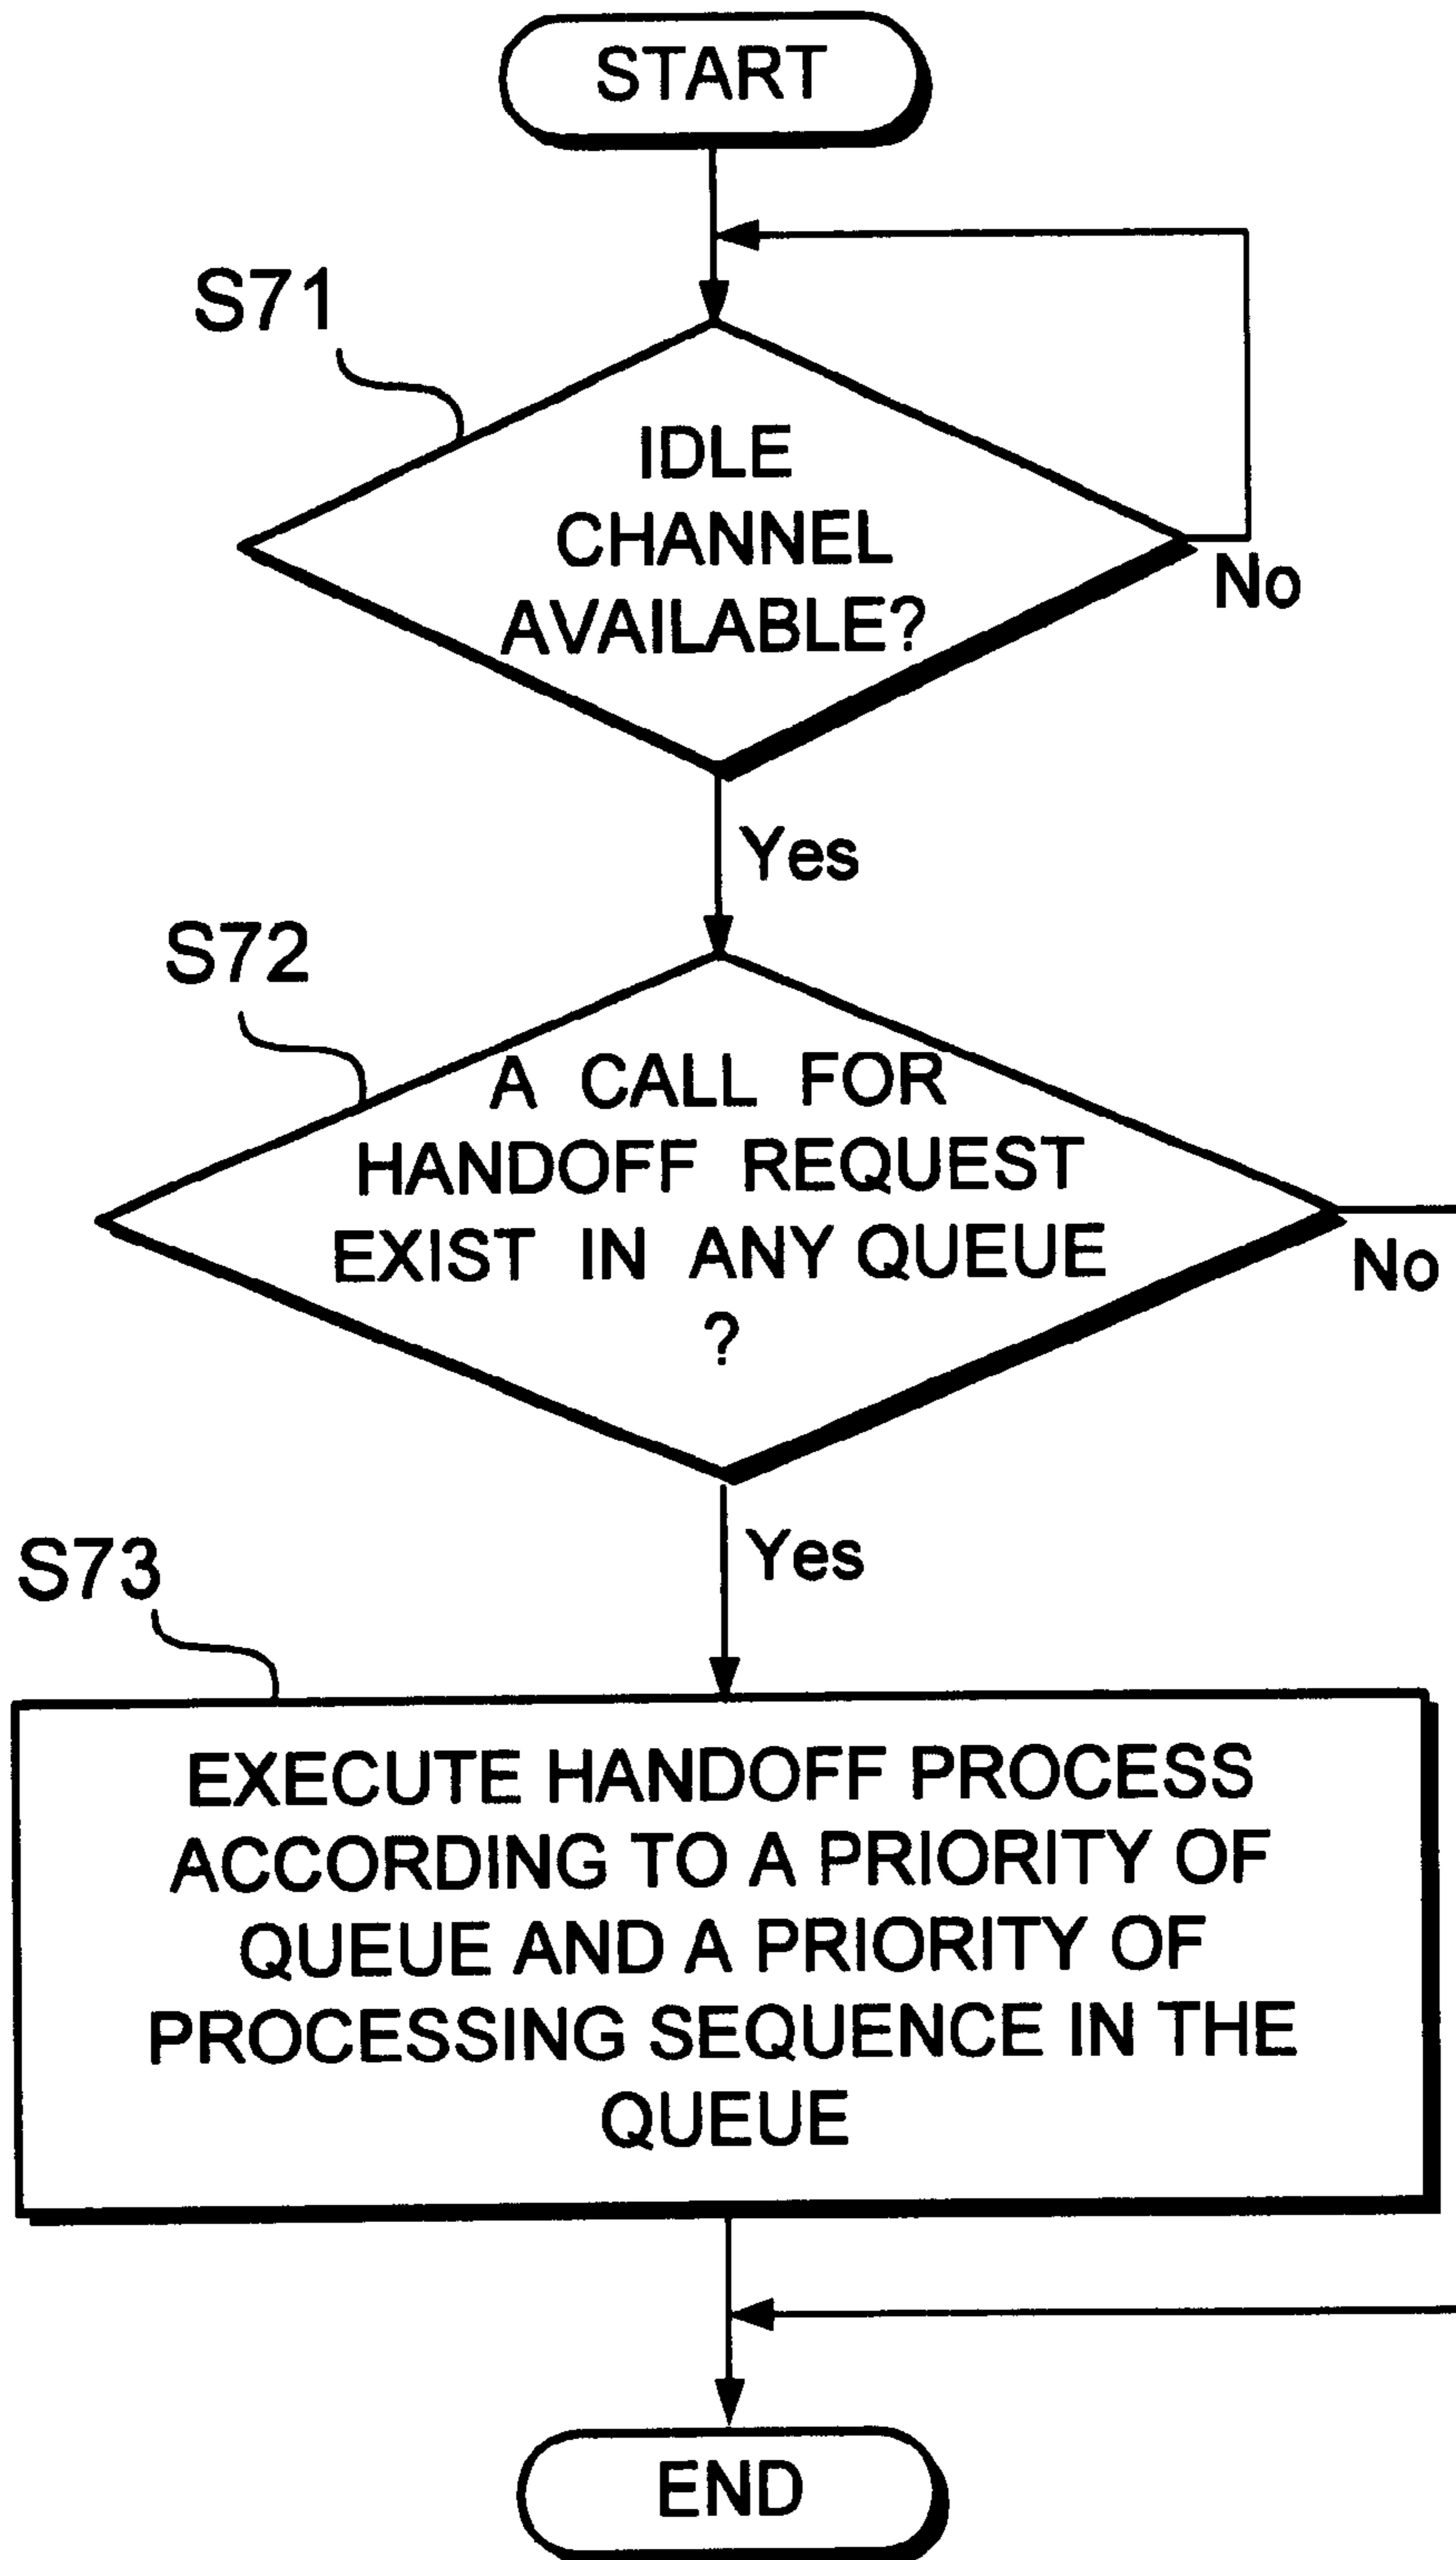 START
S71
IDLE
CHANNEL
AVAILABLE?
No
Yes
S72
A CALL FOR
HANDOFF REQUEST
EXIST IN ANY QUEUE
?
No
Yes
S73
EXECUTE HANDOFF PROCESS
ACCORDING TO A PRIORITY OF
QUEUE AND A PRIORITY OF
PROCESSING SEQUENCE IN THE
QUEUE
END